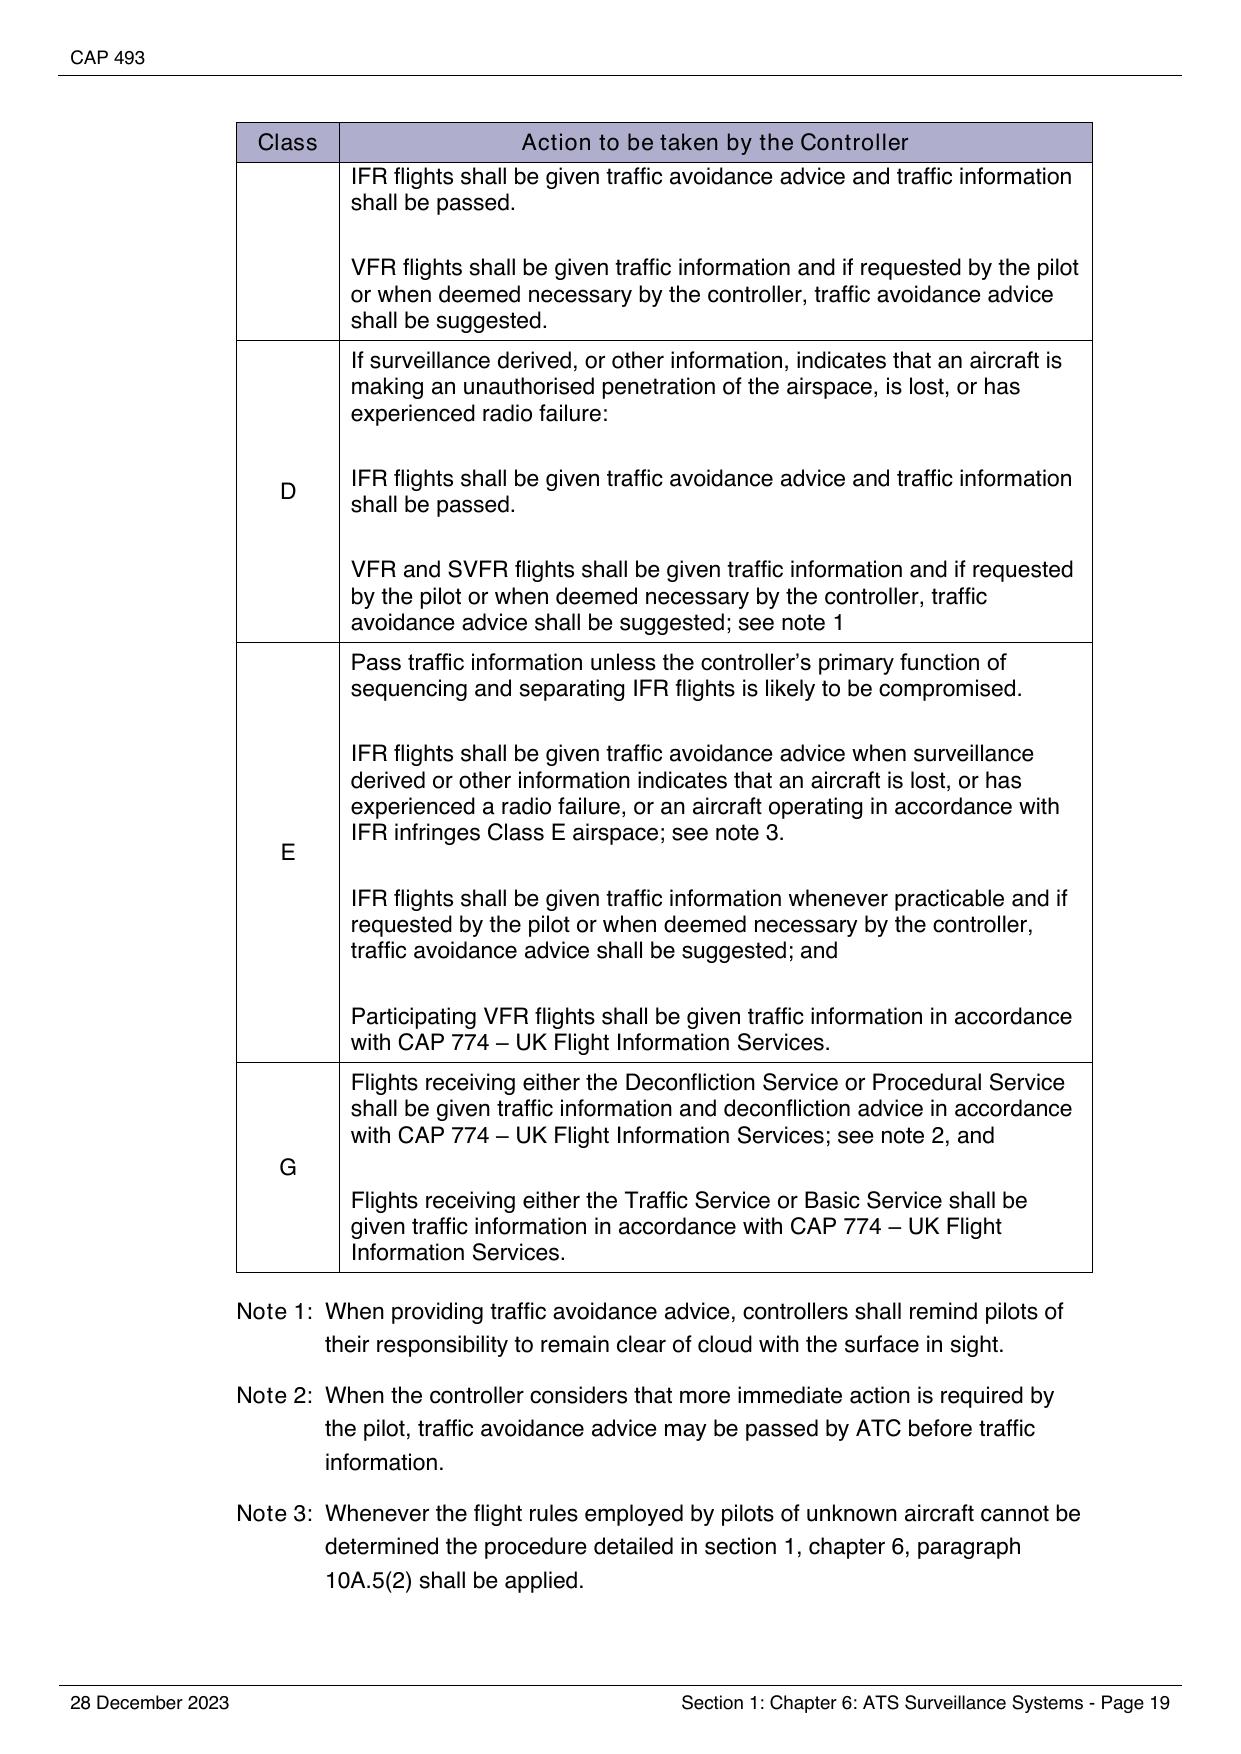 CAP 493
Class
Action to be taken by the Controller
IFR flights shall be given traffic avoidance advice and traffic information
shall be passed.
VFR flights shall be given traffic information and if requested by the pilot
or when deemed necessary by the controller, traffic avoidance advice
shall be suggested.
D
If surveillance derived, or other information, indicates that an aircraft is
making an unauthorised penetration of the airspace, is lost, or has
experienced radio failure:
IFR flights shall be given traffic avoidance advice and traffic information
shall be passed.
VFR and SVFR flights shall be given traffic information and if requested
by the pilot or when deemed necessary by the controller, traffic
avoidance advice shall be suggested; see note 1
E
Pass traffic information unless the controller’s primary function of
sequencing and separating IFR flights is likely to be compromised.
IFR flights shall be given traffic avoidance advice when surveillance
derived or other information indicates that an aircraft is lost, or has
experienced a radio failure, or an aircraft operating in accordance with
IFR infringes Class E airspace; see note 3.
IFR flights shall be given traffic information whenever practicable and if
requested by the pilot or when deemed necessary by the controller,
traffic avoidance advice shall be suggested; and
Participating VFR flights shall be given traffic information in accordance
with CAP 774 – UK Flight Information Services.
G
Flights receiving either the Deconfliction Service or Procedural Service
shall be given traffic information and deconfliction advice in accordance
with CAP 774 – UK Flight Information Services; see note 2, and
Flights receiving either the Traffic Service or Basic Service shall be
given traffic information in accordance with CAP 774 – UK Flight
Information Services.
Note 1: When providing traffic avoidance advice, controllers shall remind pilots of
their responsibility to remain clear of cloud with the surface in sight.
Note 2: When the controller considers that more immediate action is required by
the pilot, traffic avoidance advice may be passed by ATC before traffic
information.
Note 3: Whenever the flight rules employed by pilots of unknown aircraft cannot be
determined the procedure detailed in section 1, chapter 6, paragraph
10A.5(2) shall be applied.
28 December 2023
Section 1: Chapter 6: ATS Surveillance Systems - Page 19